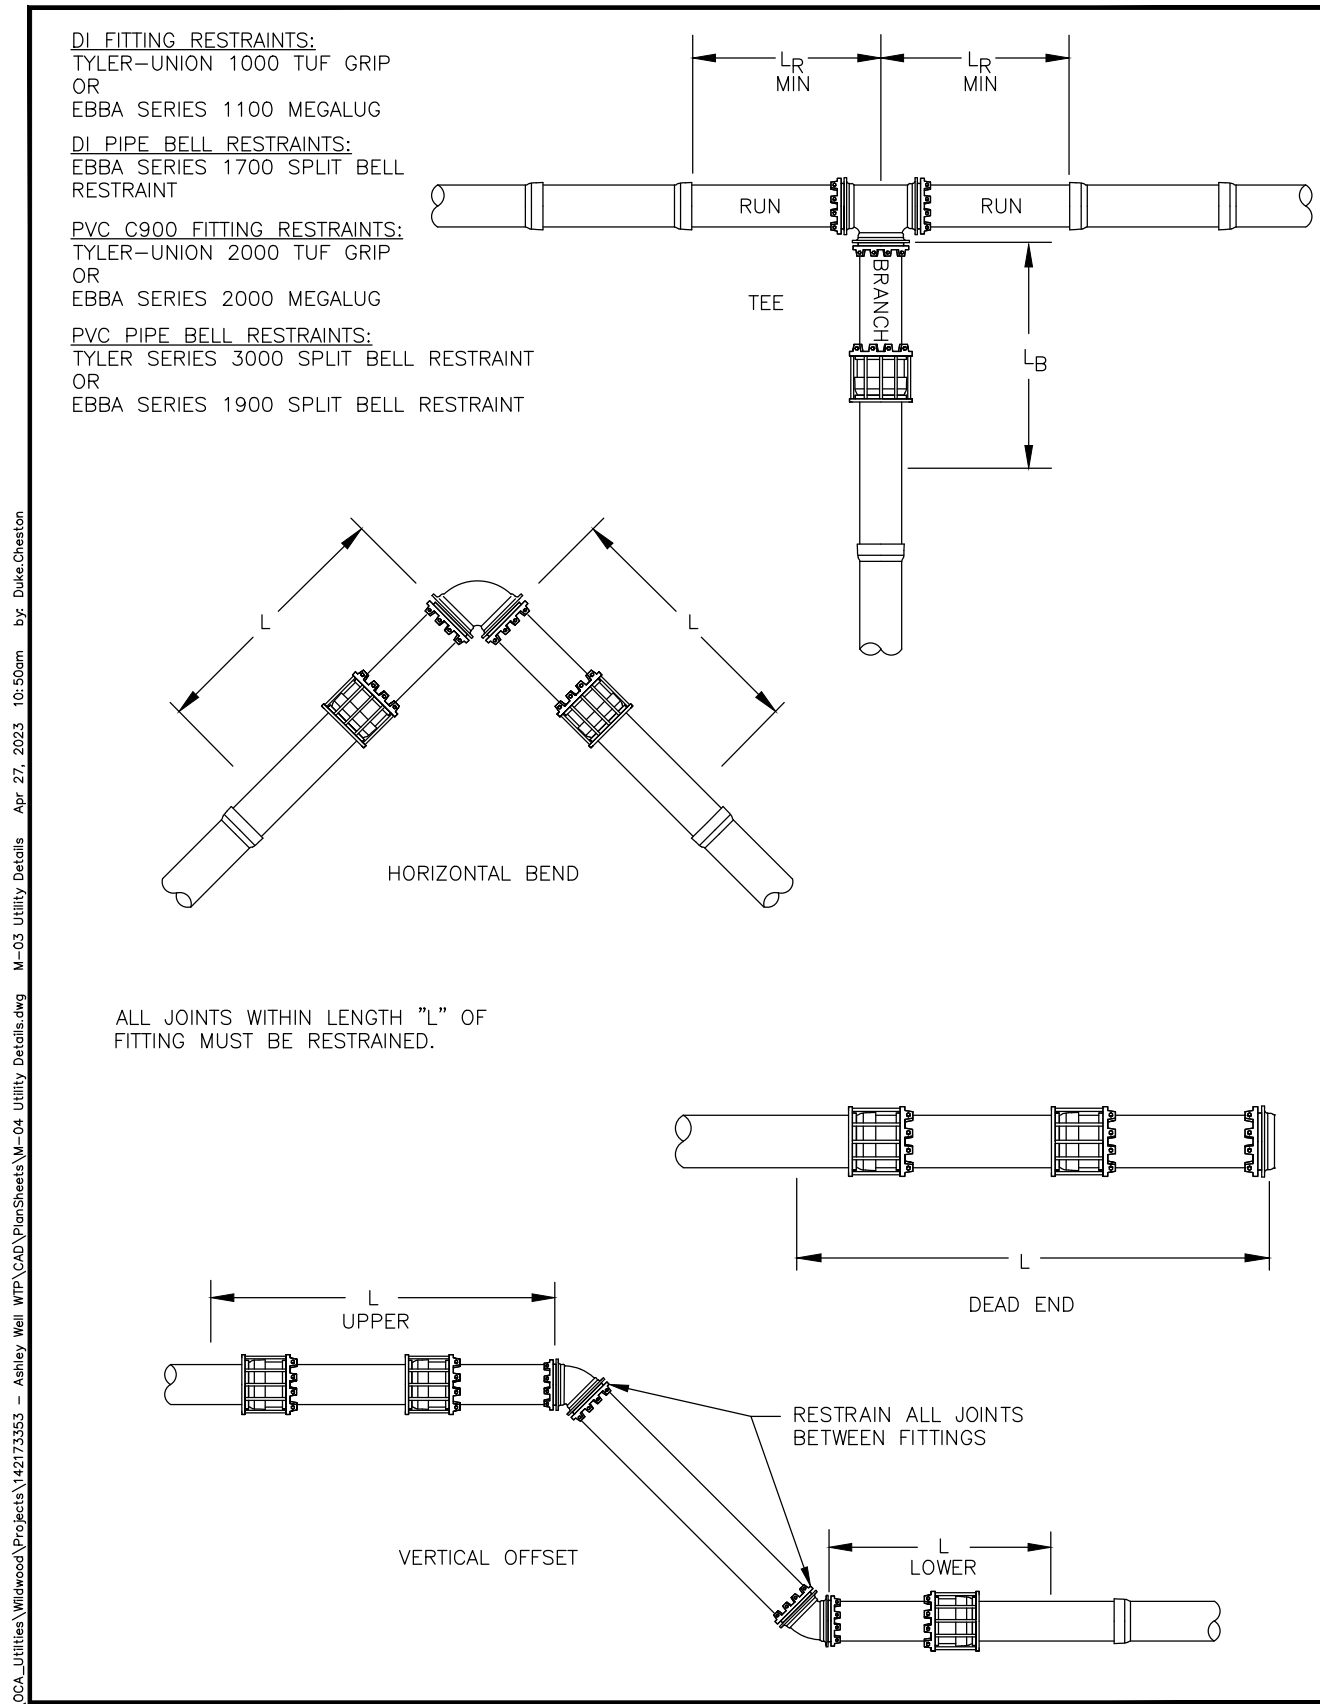 DI FITTING RESTRAINTS:
TYLER-UNION 1000 TUF GRIP
OR
EBBA SERIES 1100 MEGALUG
DI PIPE BELL RESTRAINTS:
EBBA SERIES 1700 SPLIT BELL
RESTRAINT
PVC C900 FITTING RESTRAINTS:
TYLER-UNION 2000 TUF GRIP
OR
EBBA SERIES 2000 MEGALUG
PVC PIPE BELL RESTRAINTS:
TYLER SERIES 3000 SPLIT BELL RESTRAINT
OR
EBBA SERIES 1900 SPLIT BELL RESTRAINT
LR
MIN
LR
MIN
RUN
RUN
BRANCH
TEE
LB
L
L
HORIZONTAL BEND
ALL JOINTS WITHIN LENGTH "L" OF
FITTING MUST BE RESTRAINED.
L
DEAD END
L
UPPER
RESTRAIN ALL JOINTS
BETWEEN FITTINGS
VERTICAL OFFSET
L
LOWER
OCA_Utilities\Wildwood\Projects\142173353 - Ashley Well WTP\CAD\PlanSheets\M-04 Utility Details.dwg M-03 Utility Details Apr 27, 2023 10:50am by: Duke.Cheston